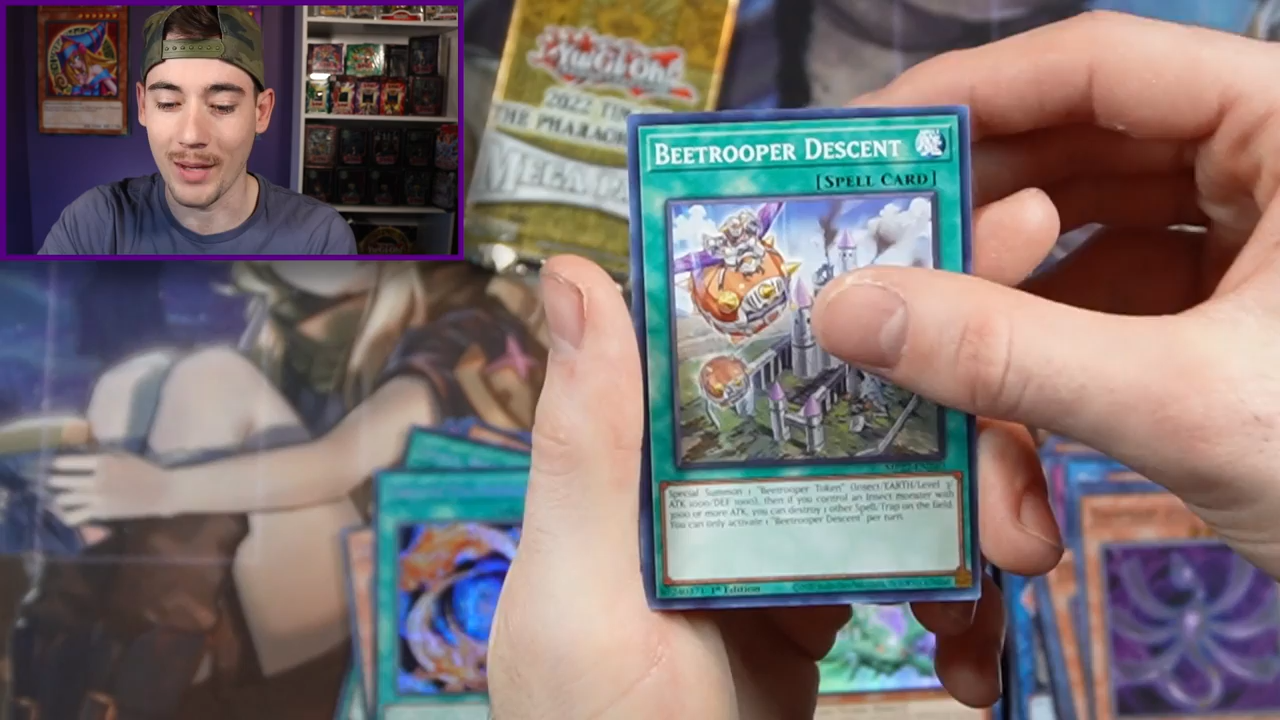 Yu-Gi-Oh!
2022 TIN
THE PHARAOH
MEGA
BEETROOPER DESCENT
[SPELL CARD]
Special Summon 1 "Beetrooper Token" (Insect/EARTH/Level 3/
ATK 1000/DEF 1000), then if you control an Insect monster with
3000 or more ATK, you can destroy 1 other Spell/Trap on the field.
You can only activate 1 "Beetrooper Descent" per turn.
1st Edition